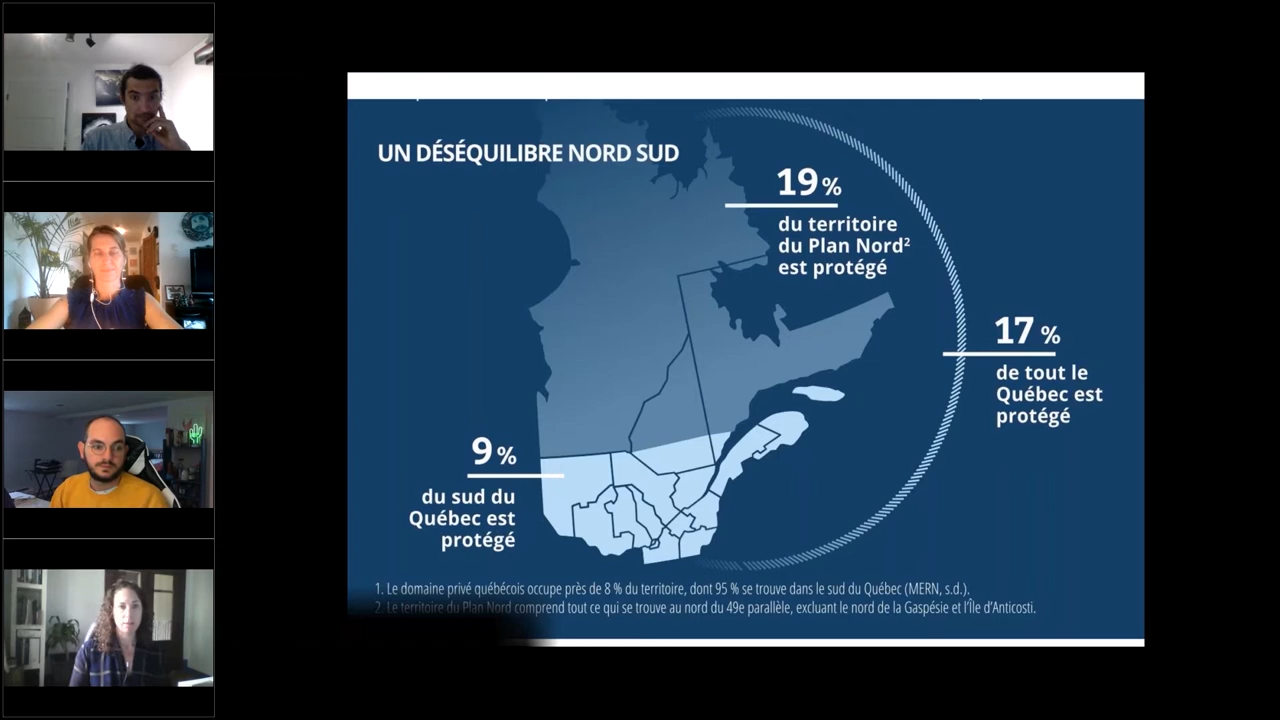 UN DÉSÉQUILIBRE NORD SUD
19 %
du territoire
du Plan Nord²
est protégé
17 %
de tout le
Québec est
protégé
9 %
du sud du
Québec est
protégé
1. Le domaine privé québécois occupe près de 8 % du territoire, dont 95 % se trouve dans le sud du Québec (MERN, s.d.).
2. Le territoire du Plan Nord comprend tout ce qui se trouve au nord du 49e parallèle, excluant le nord de la Gaspésie et l'Île d'Anticosti.